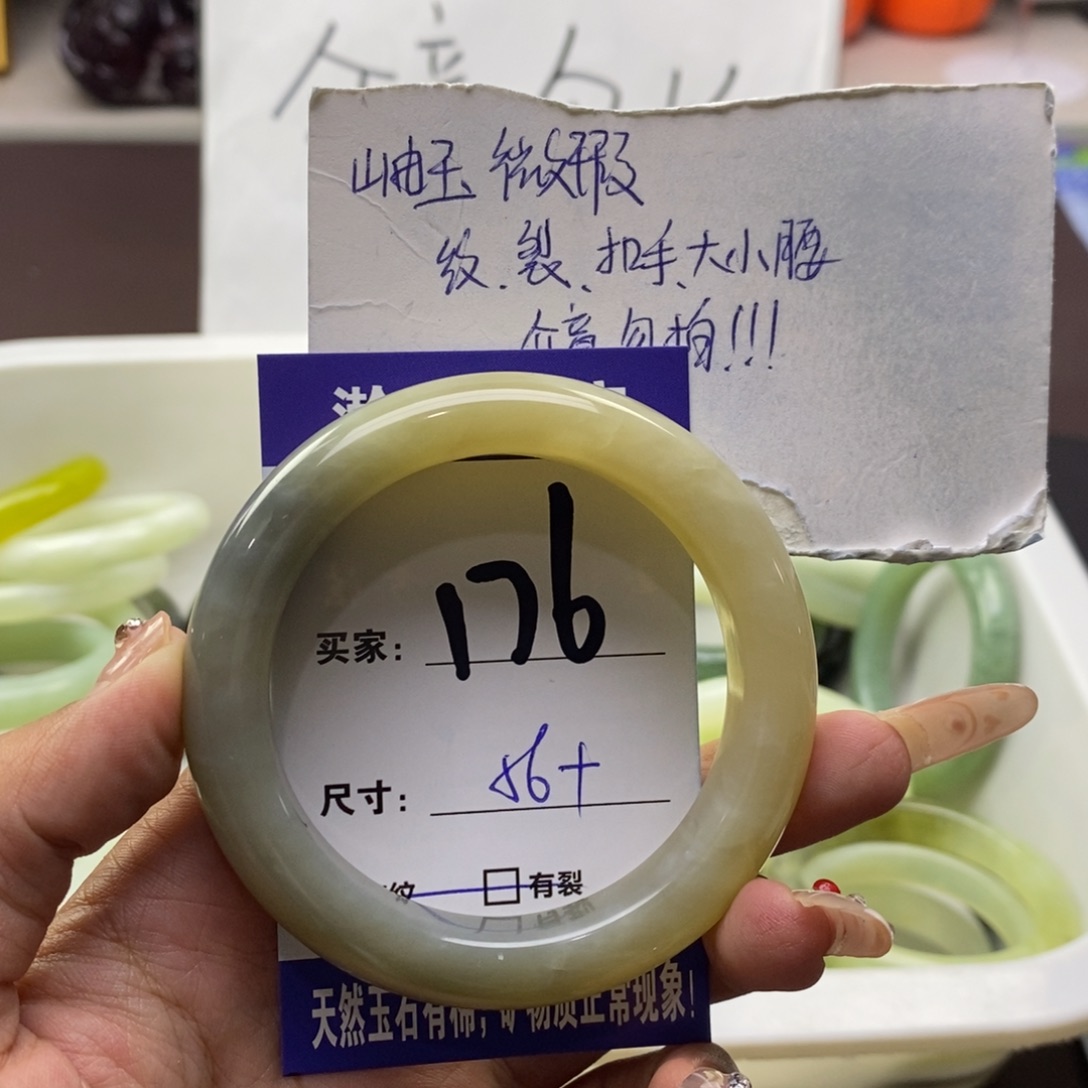 岫玉 微瑕
纹、裂、扣手、大小腰
介意勿拍!!!
买家: 176
尺寸: 56+
纹 □有裂
天然玉石有棉,矿物质正常现象!